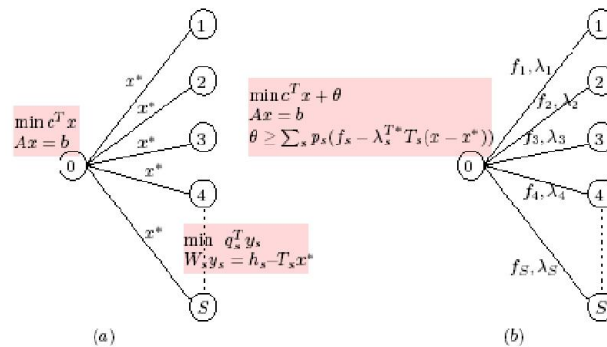 1
x*
2
x*
min c^T x
Ax = b
3
x*
0
x*
4
x*
min q_s^T y_s
W_s y_s = h_s–T_s x*
S
(a)
1
f_1, λ_1
min c^T x + θ
Ax = b
θ ≥ ∑_s p_s(f_s − λ_s^{T*} T_s(x − x*))
2
f_2, λ_2
3
f_3, λ_3
0
4
f_4, λ_4
f_S, λ_S
S
(b)